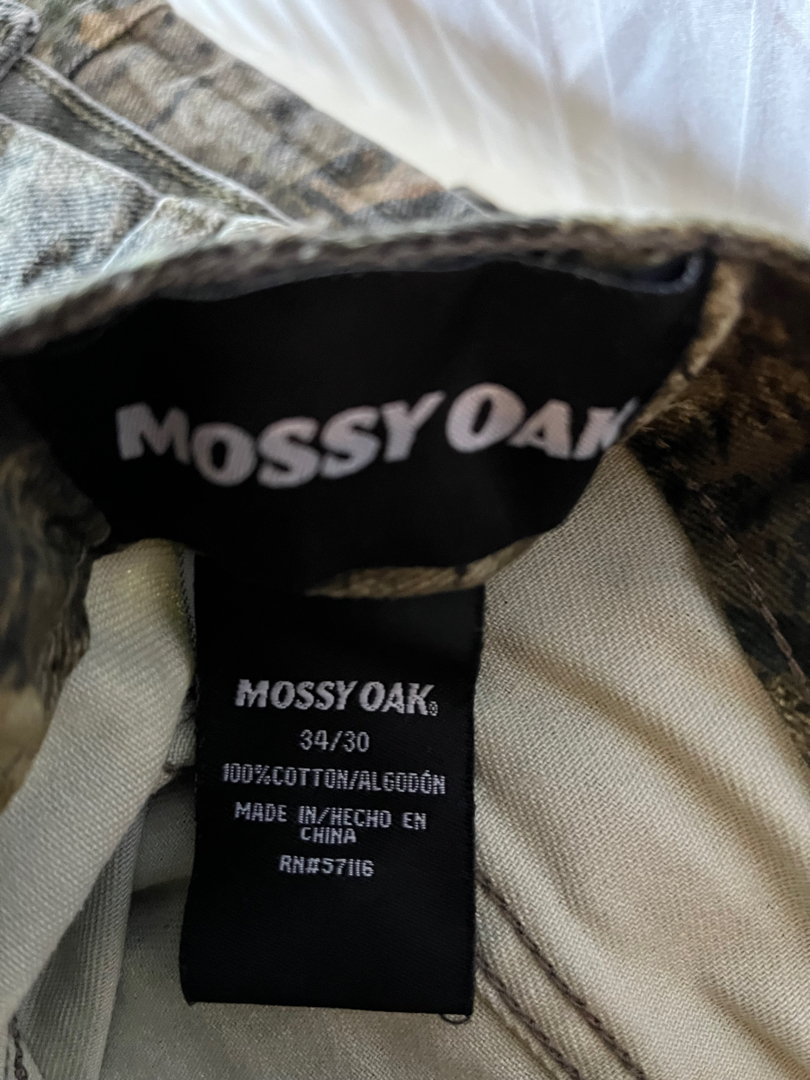 MOSSY OAK
MOSSY OAK®
34/30
100%COTTON/ALGODÓN
MADE IN/HECHO EN
CHINA
RN#57116